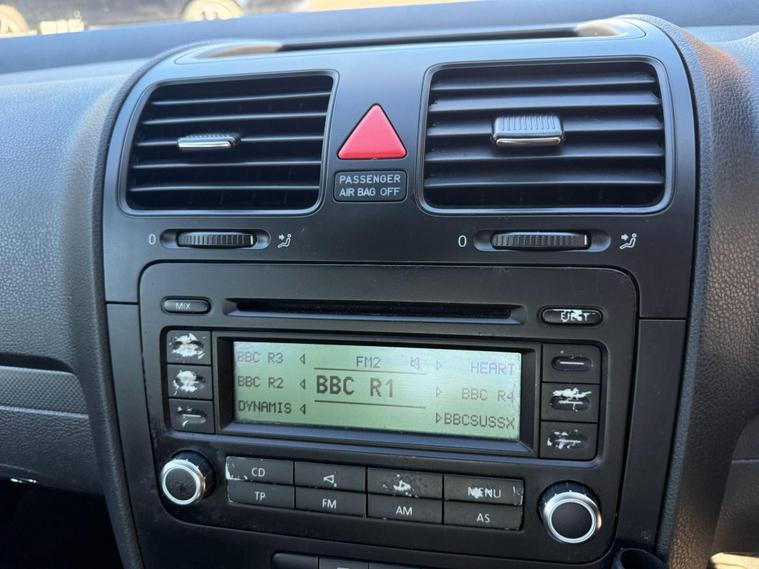 PASSENGER
AIR BAG OFF
0
0
MIX
EJECT
BBC R3 FM2 HEART
BBC R2 BBC R1 BBC R4
DYNAMIS BBCSUSSX
CD MENU
TP FM AM AS